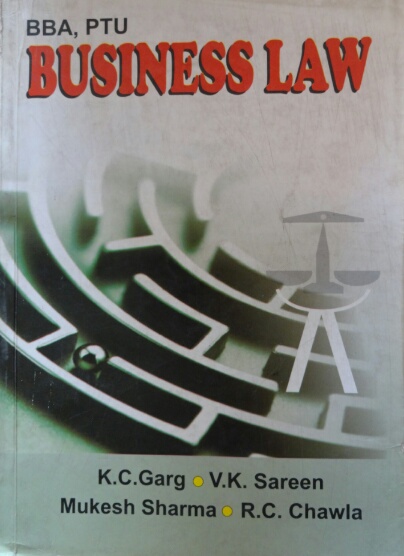 BBA, PTU
BUSINESS LAW
K.C.Garg • V.K. Sareen
Mukesh Sharma • R.C. Chawla